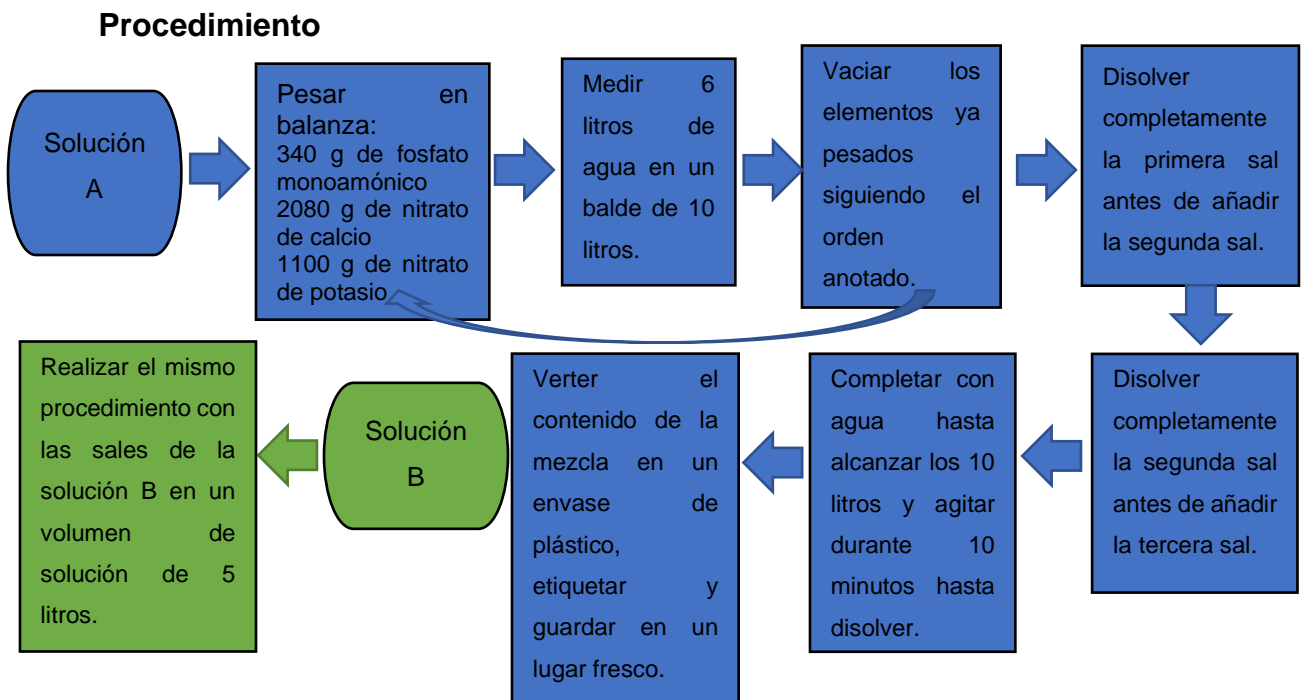 Procedimiento
Solución
A
Pesar en
balanza:
340 g de fosfato
monoamónico
2080 g de nitrato
de calcio
1100 g de nitrato
de potasio
Medir 6
litros de
agua en un
balde de 10
litros.
Vaciar los
elementos ya
pesados
siguiendo el
orden
anotado.
Disolver
completamente
la primera sal
antes de añadir
la segunda sal.
Disolver
completamente
la segunda sal
antes de añadir
la tercera sal.
Completar con
agua hasta
alcanzar los 10
litros y agitar
durante 10
minutos hasta
disolver.
Verter el
contenido de la
mezcla en un
envase de
plástico,
etiquetar y
guardar en un
lugar fresco.
Solución
B
Realizar el mismo
procedimiento con
las sales de la
solución B en un
volumen de
solución de 5
litros.